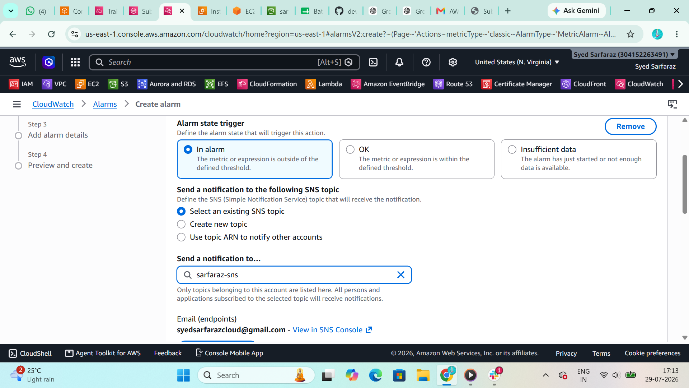 (4)
Tra
Su
Ins
EC2
sar
Ba
de
Gr
Gr
AV
Su
Ask Gemini
us-east-1.console.aws.amazon.com/cloudwatch/home?region=us-east-1#alarmsV2:create?~(Page~'Actions~metricType~'classic~AlarmType~'MetricAlarm~Al...
aws
Search
[Alt+S]
United States (N. Virginia)
Syed Sarfaraz (304152263491)
Syed Sarfaraz
IAM
VPC
EC2
S3
Aurora and RDS
EFS
CloudFormation
Lambda
Amazon EventBridge
Route 53
Certificate Manager
CloudFront
CloudWatch
CloudWatch
Alarms
Create alarm
Step 3
Add alarm details
Step 4
Preview and create
Alarm state trigger
Define the alarm state that will trigger this action.
Remove
In alarm
The metric or expression is outside of the
defined threshold.
OK
The metric or expression is within the
defined threshold.
Insufficient data
The alarm has just started or not enough
data is available.
Send a notification to the following SNS topic
Define the SNS (Simple Notification Service) topic that will receive the notification.
Select an existing SNS topic
Create new topic
Use topic ARN to notify other accounts
Send a notification to…
sarfaraz-sns
Only topics belonging to this account are listed here. All persons and
applications subscribed to the selected topic will receive notifications.
Email (endpoints)
syedsarfarazcloud@gmail.com - View in SNS Console
CloudShell
Agent Toolkit for AWS
Feedback
Console Mobile App
© 2026, Amazon Web Services, Inc. or its affiliates.
Privacy
Terms
Cookie preferences
2
25°C
Light rain
Search
ENG
IN
17:13
29-07-2026